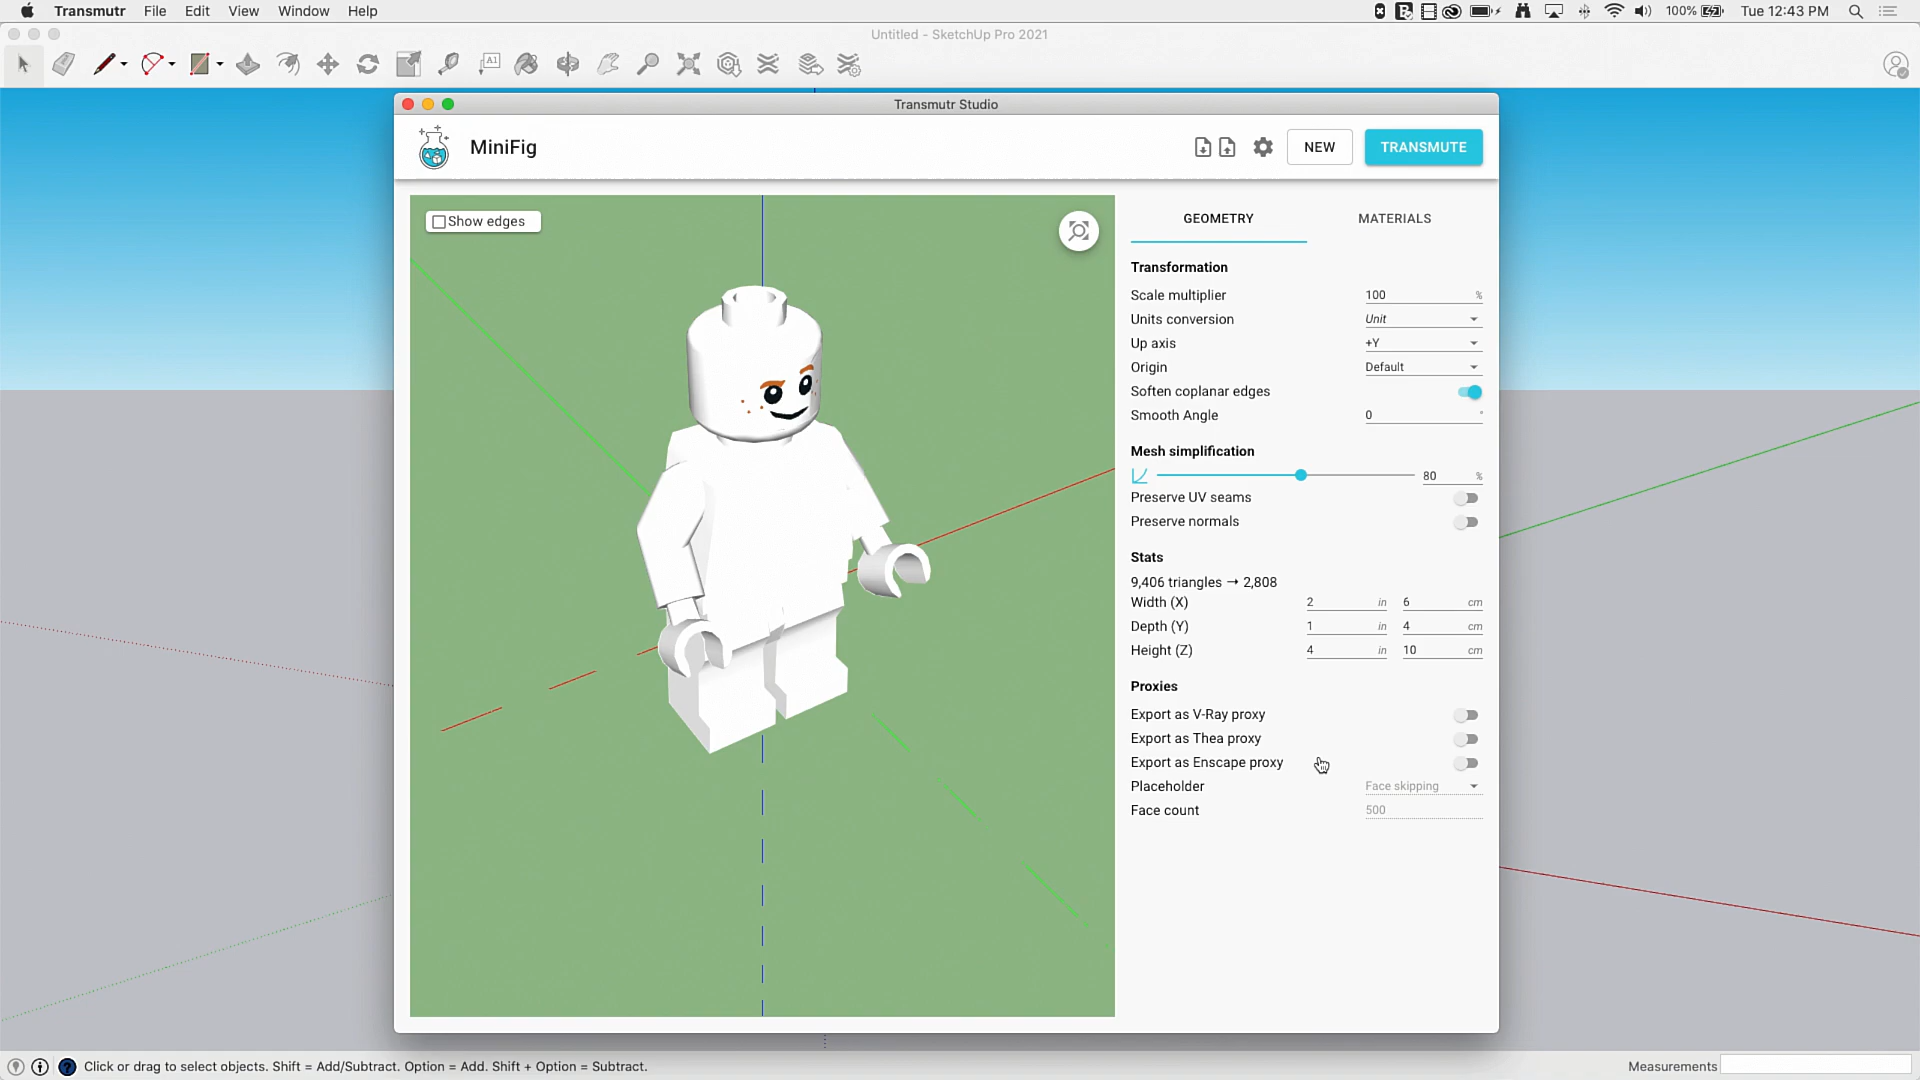 Transmutr File Edit View Window Help
100% Tue 12:43 PM
Untitled - SketchUp Pro 2021
A1
Transmutr Studio
MiniFig
NEW
TRANSMUTE
Show edges
GEOMETRY
MATERIALS
Transformation
Scale multiplier 100 %
Units conversion Unit
Up axis +Y
Origin Default
Soften coplanar edges
Smooth Angle 0 °
Mesh simplification
80 %
Preserve UV seams
Preserve normals
Stats
9,406 triangles → 2,808
Width (X) 2 in 6 cm
Depth (Y) 1 in 4 cm
Height (Z) 4 in 10 cm
Proxies
Export as V-Ray proxy
Export as Thea proxy
Export as Enscape proxy
Placeholder Face skipping
Face count 500
Click or drag to select objects. Shift = Add/Subtract. Option = Add. Shift + Option = Subtract.
Measurements